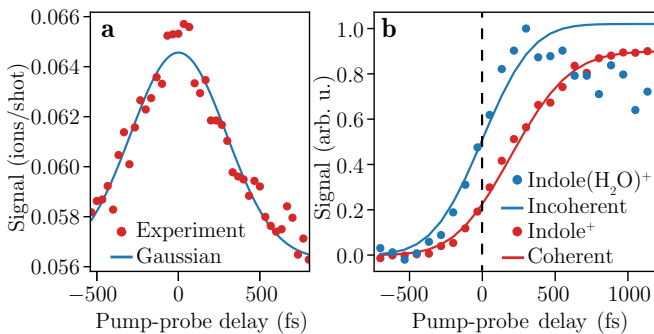 a
0.066
0.064
0.062
0.060
0.058
0.056
Signal (ions/shot)
Experiment
Gaussian
−500
0
500
Pump-probe delay (fs)
b
1.0
0.8
0.6
0.4
0.2
0.0
Signal (arb. u.)
Indole(H₂O)⁺
Incoherent
Indole⁺
Coherent
−500
0
500
1000
Pump-probe delay (fs)